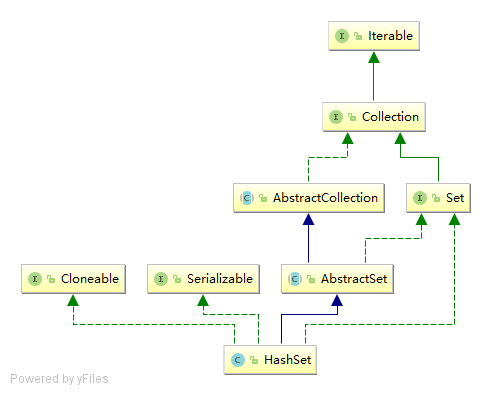 Iterable
Collection
AbstractCollection
Set
Cloneable
Serializable
AbstractSet
HashSet
Powered by yFiles